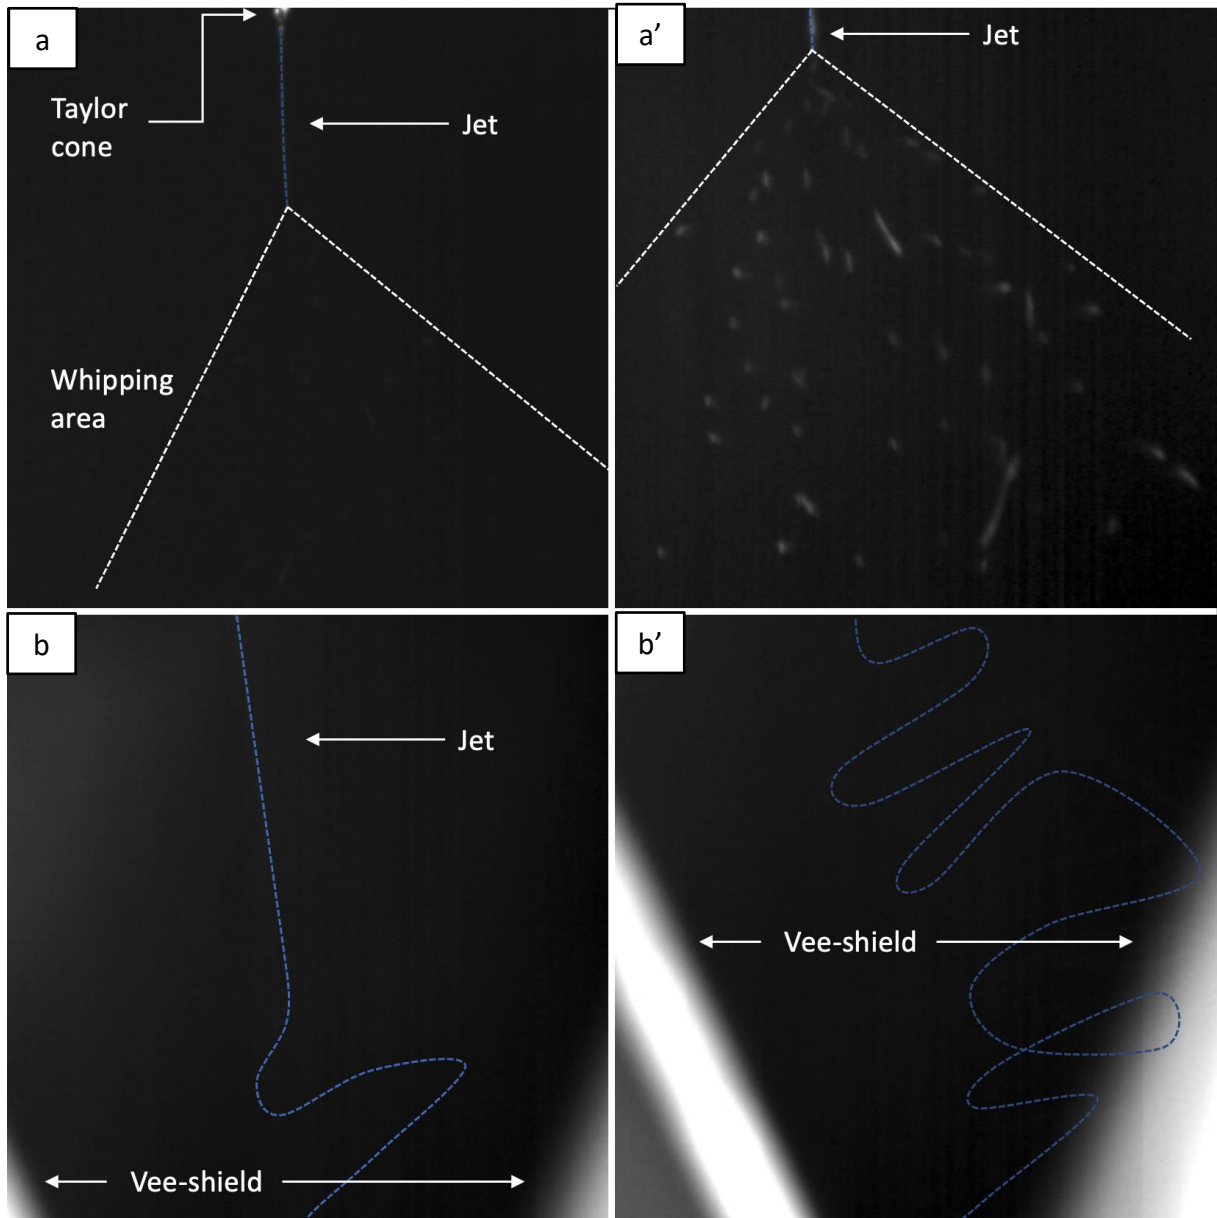 a
Taylor
cone
Jet
Whipping
area
a’
Jet
b
Jet
Vee-shield
b’
Vee-shield